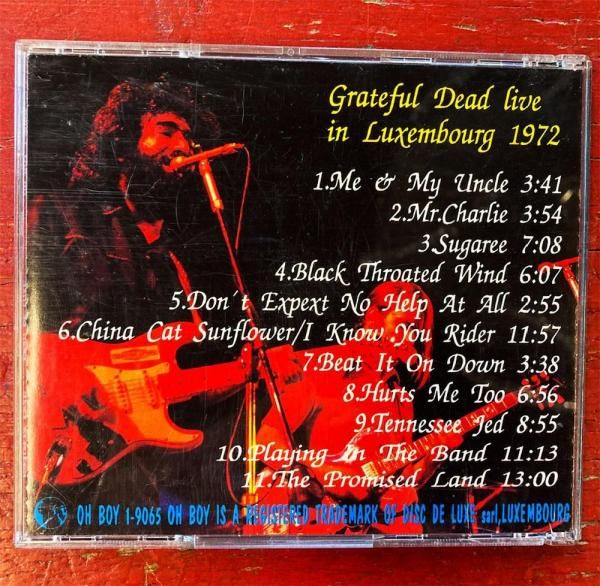 Grateful Dead live
in Luxembourg 1972
1.Me & My Uncle 3:41
2.Mr.Charlie 3:54
3.Sugaree 7:08
4.Black Throated Wind 6:07
5.Don´t Expext No Help At All 2:55
6.China Cat Sunflower/I Know You Rider 11:57
7.Beat It On Down 3:38
8.Hurts Me Too 6:56
9.Tennessee Jed 8:55
10.Playing In The Band 11:13
11.The Promised Land 13:00
OH BOY 1-9065 OH BOY IS A REGISTERED TRADEMARK OF DISC DE LUXE sarl,LUXEMBOURG